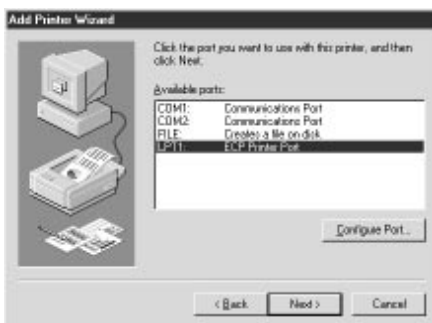 Add Printer Wizard
Click the port you want to use with this printer, and then
click Next.
Available ports:
COM1: Communications Port
COM2: Communications Port
FILE: Creates a file on disk.
LPT1: ECP Printer Port
Configure Port...
< Back Next > Cancel